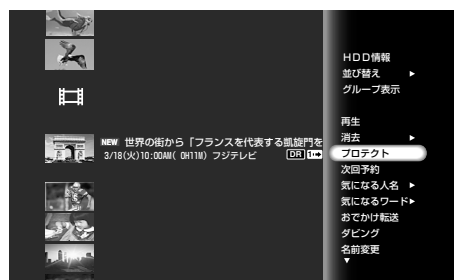 HDD情報
並び替え ▶
グループ表示
再生
消去 ▶
プロテクト
次回予約
気になる人名 ▶
気になるワード▶
おでかけ転送
ダビング
名前変更
▼
NEW 世界の街から「フランスを代表する凱旋門を
3/18(火)10:00AM( 0H11M) フジテレビ DR 1➡